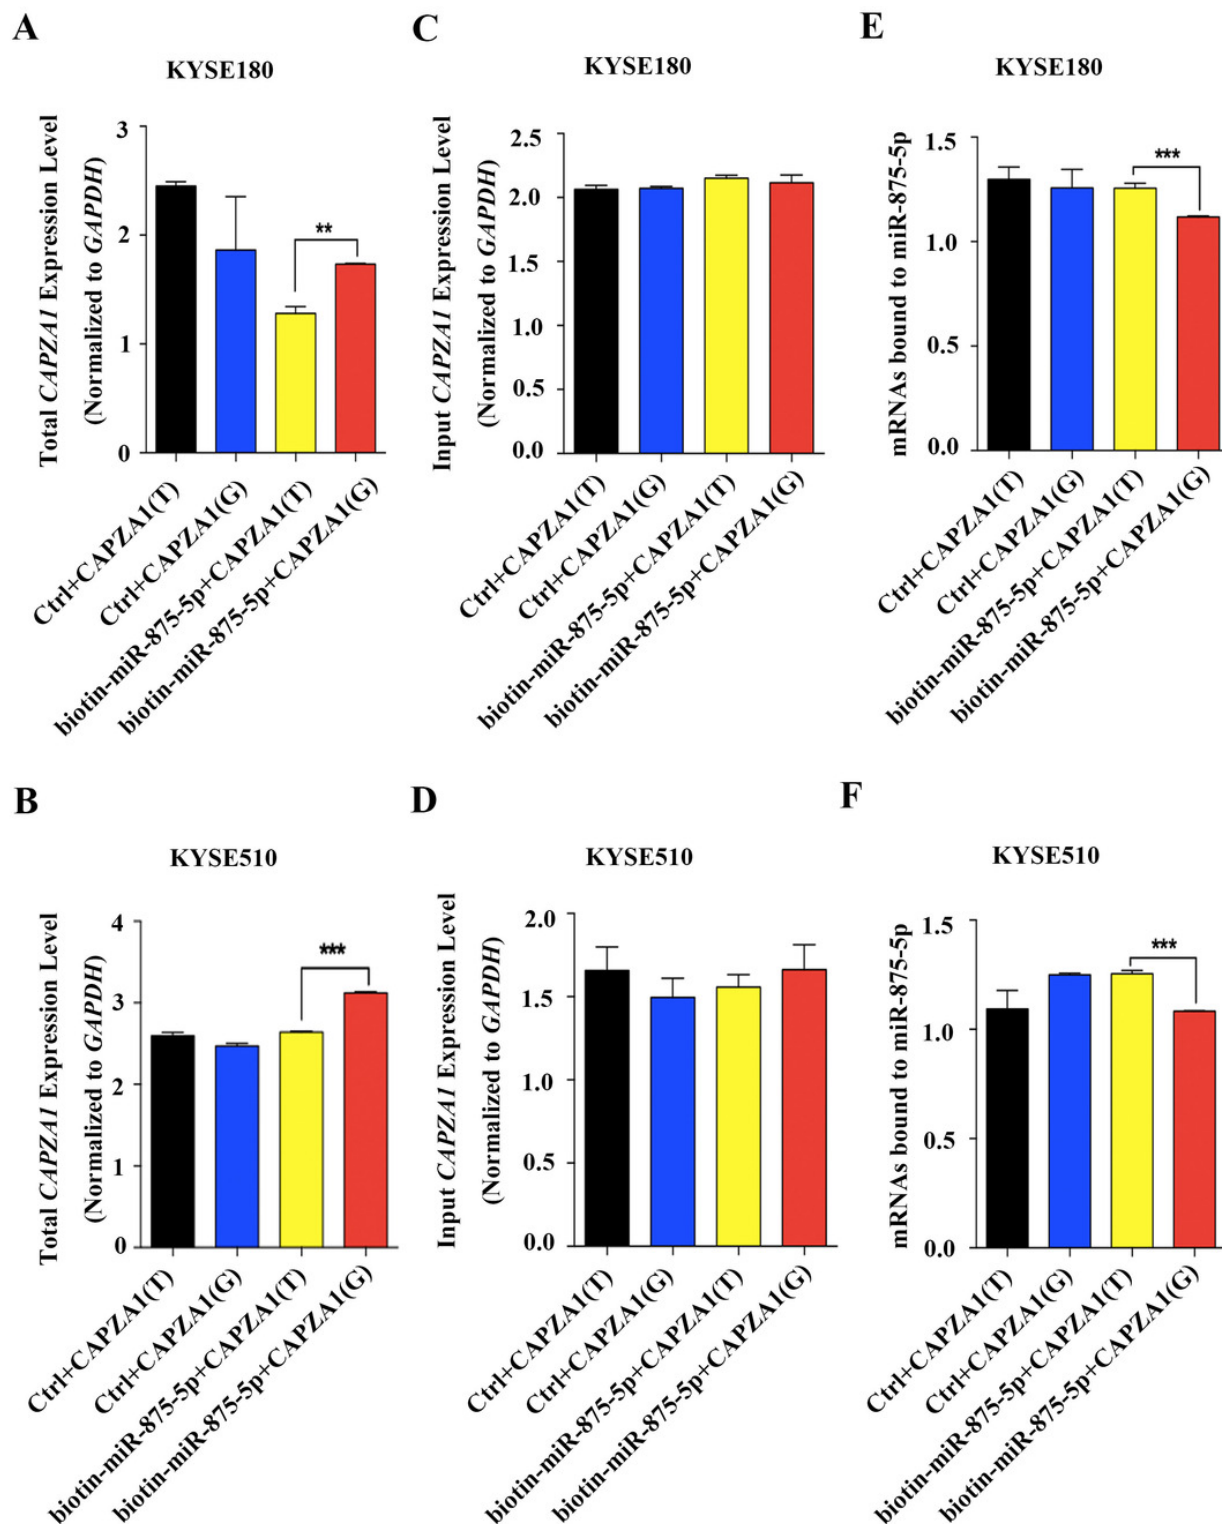 A
KYSE180
Total CAPZA1 Expression Level
(Normalized to GAPDH)
3
2
1
0
**
Ctrl+CAPZA1(T)
Ctrl+CAPZA1(G)
biotin-miR-875-5p+CAPZA1(T)
biotin-miR-875-5p+CAPZA1(G)
C
KYSE180
Input CAPZA1 Expression Level
(Normalized to GAPDH)
2.5
2.0
1.5
1.0
0.5
0.0
Ctrl+CAPZA1(T)
Ctrl+CAPZA1(G)
biotin-miR-875-5p+CAPZA1(T)
biotin-miR-875-5p+CAPZA1(G)
E
KYSE180
mRNAs bound to miR-875-5p
1.5
1.0
0.5
0.0
***
Ctrl+CAPZA1(T)
Ctrl+CAPZA1(G)
biotin-miR-875-5p+CAPZA1(T)
biotin-miR-875-5p+CAPZA1(G)
B
KYSE510
Total CAPZA1 Expression Level
(Normalized to GAPDH)
4
3
2
1
0
***
Ctrl+CAPZA1(T)
Ctrl+CAPZA1(G)
biotin-miR-875-5p+CAPZA1(T)
biotin-miR-875-5p+CAPZA1(G)
D
KYSE510
Input CAPZA1 Expression Level
(Normalized to GAPDH)
2.0
1.5
1.0
0.5
0.0
Ctrl+CAPZA1(T)
Ctrl+CAPZA1(G)
biotin-miR-875-5p+CAPZA1(T)
biotin-miR-875-5p+CAPZA1(G)
F
KYSE510
mRNAs bound to miR-875-5p
1.5
1.0
0.5
0.0
***
Ctrl+CAPZA1(T)
Ctrl+CAPZA1(G)
biotin-miR-875-5p+CAPZA1(T)
biotin-miR-875-5p+CAPZA1(G)